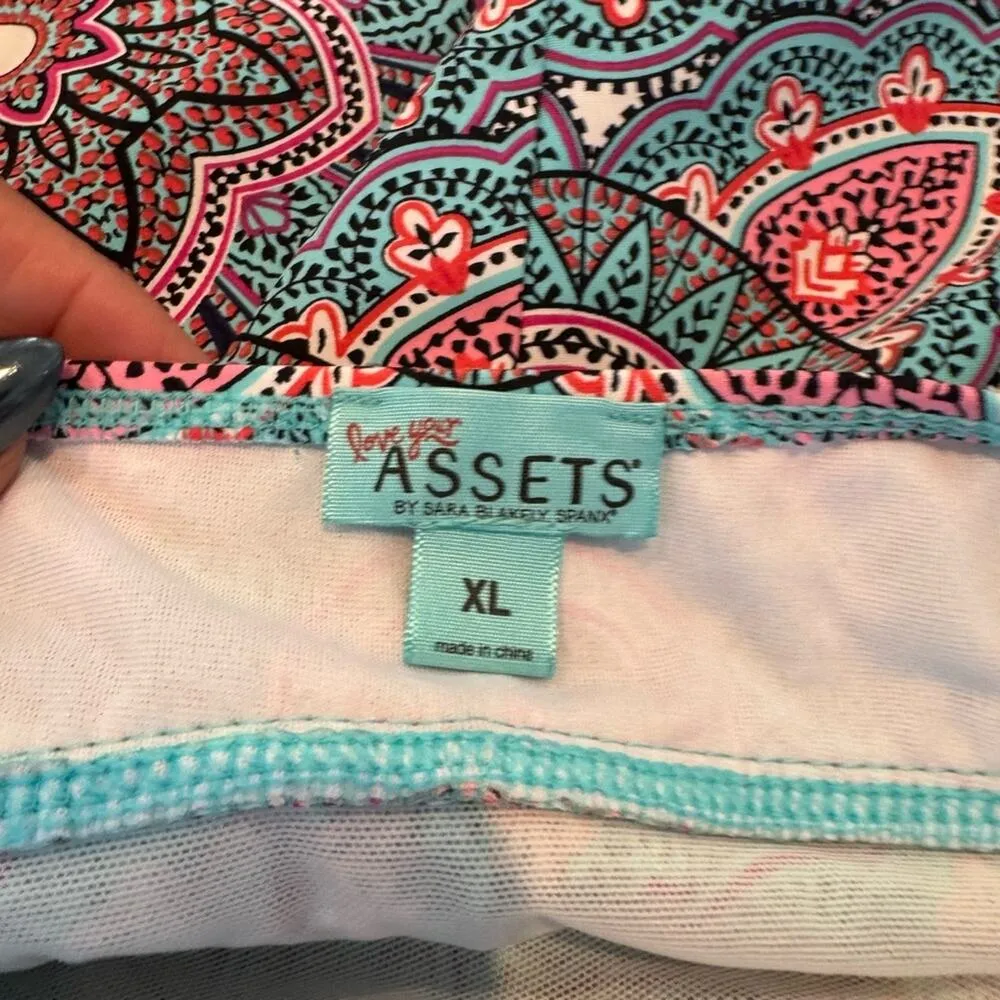 love your
ASSETS®
BY SARA BLAKELY, SPANX®
XL
made in china